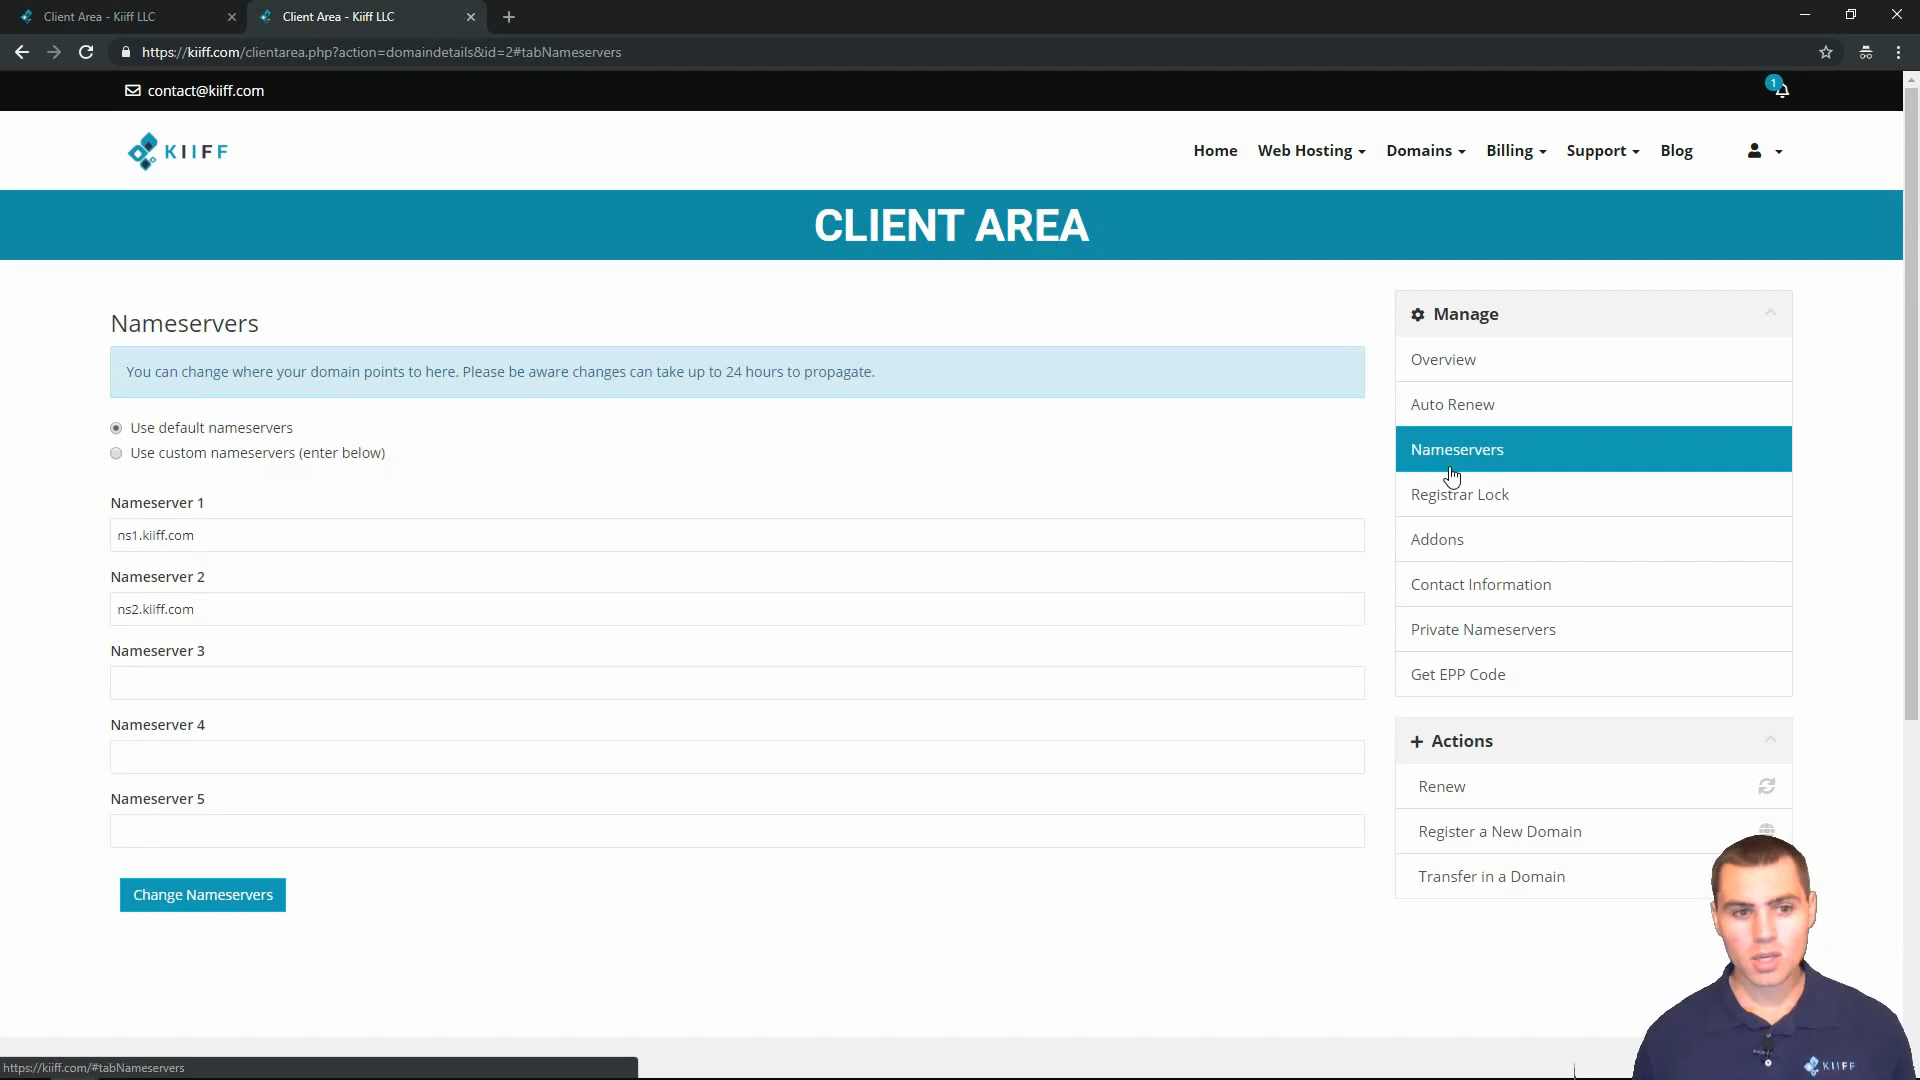 Client Area - Kiiff LLC
Client Area - Kiiff LLC
https://kiiff.com/clientarea.php?action=domaindetails&id=2#tabNameservers
contact@kiiff.com
1
KIIFF
Home Web Hosting Domains Billing Support Blog
CLIENT AREA
Nameservers
You can change where your domain points to here. Please be aware changes can take up to 24 hours to propagate.
Use default nameservers
Use custom nameservers (enter below)
Nameserver 1
ns1.kiiff.com
Nameserver 2
ns2.kiiff.com
Nameserver 3
Nameserver 4
Nameserver 5
Change Nameservers
Manage
Overview
Auto Renew
Nameservers
Registrar Lock
Addons
Contact Information
Private Nameservers
Get EPP Code
Actions
Renew
Register a New Domain
Transfer in a Domain
KIIFF
https://kiiff.com/#tabNameservers